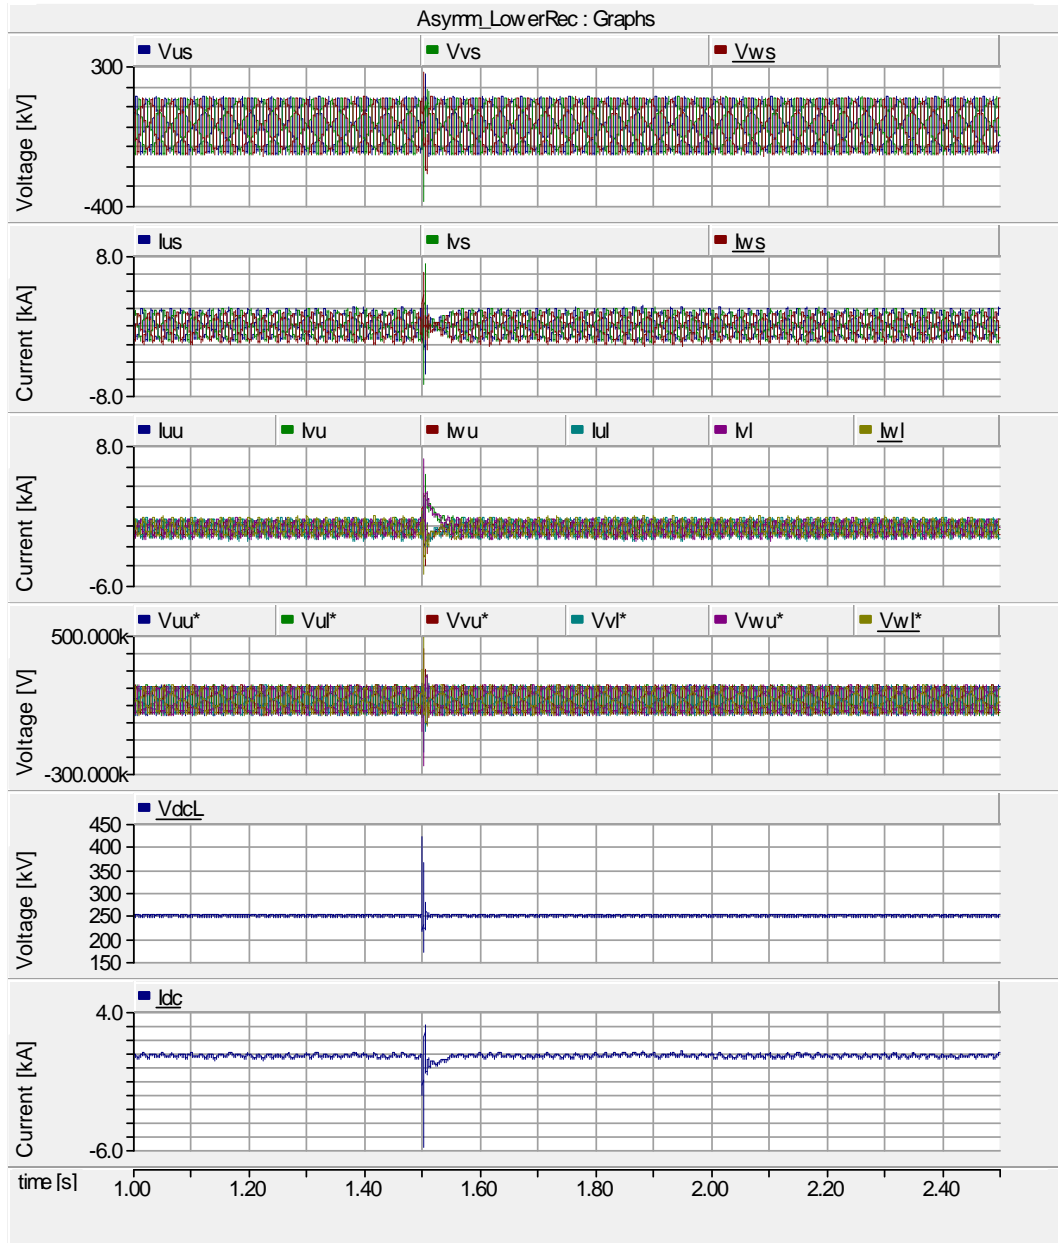 Asymm_LowerRec : Graphs
Vus Vvs Vws
Voltage [kV]
300
-400
Ius Ivs Iws
Current [kA]
8.0
-8.0
Iuu Ivu Iwu Iul Ivl Iwl
Current [kA]
8.0
-6.0
Vuu* Vul* Vvu* Vvl* Vwu* Vwl*
Voltage [V]
500.000k
-300.000k
VdcL
Voltage [kV]
450
400
350
300
250
200
150
Idc
Current [kA]
4.0
-6.0
time [s] 1.00 1.20 1.40 1.60 1.80 2.00 2.20 2.40